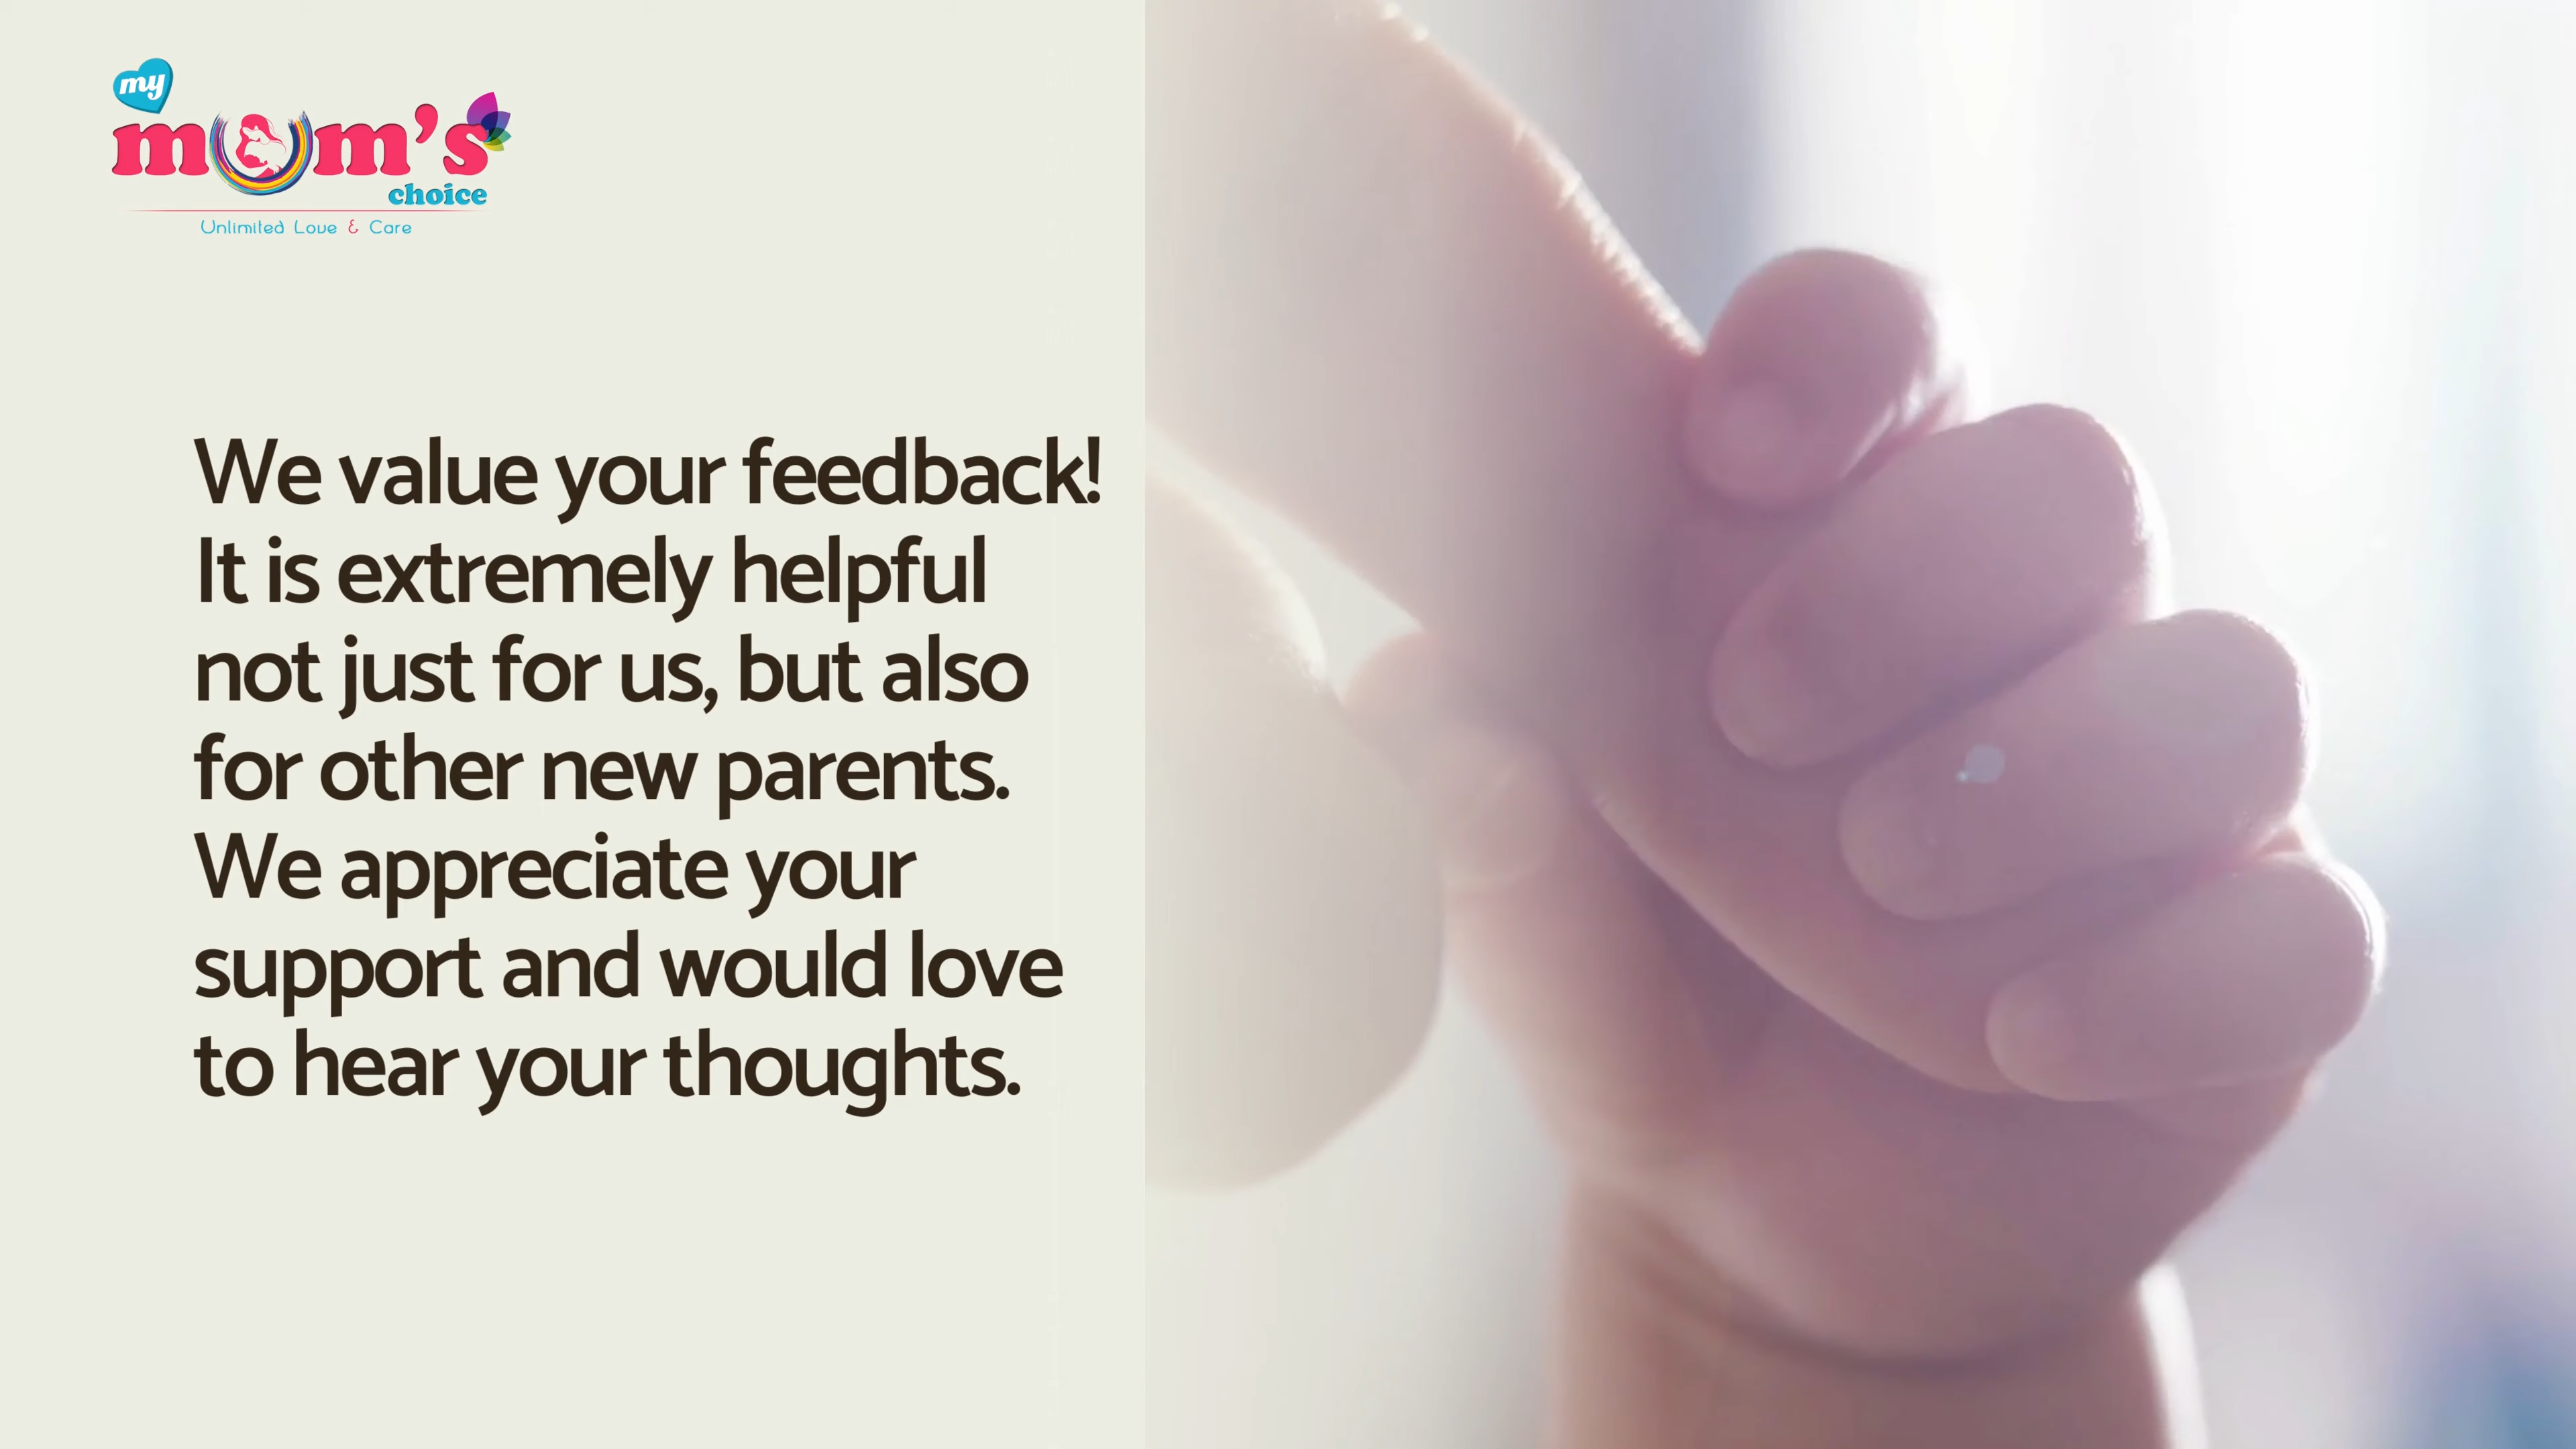 my
mom's
choice
Unlimited Love & Care
We value your feedback!
It is extremely helpful
not just for us, but also
for other new parents.
We appreciate your
support and would love
to hear your thoughts.